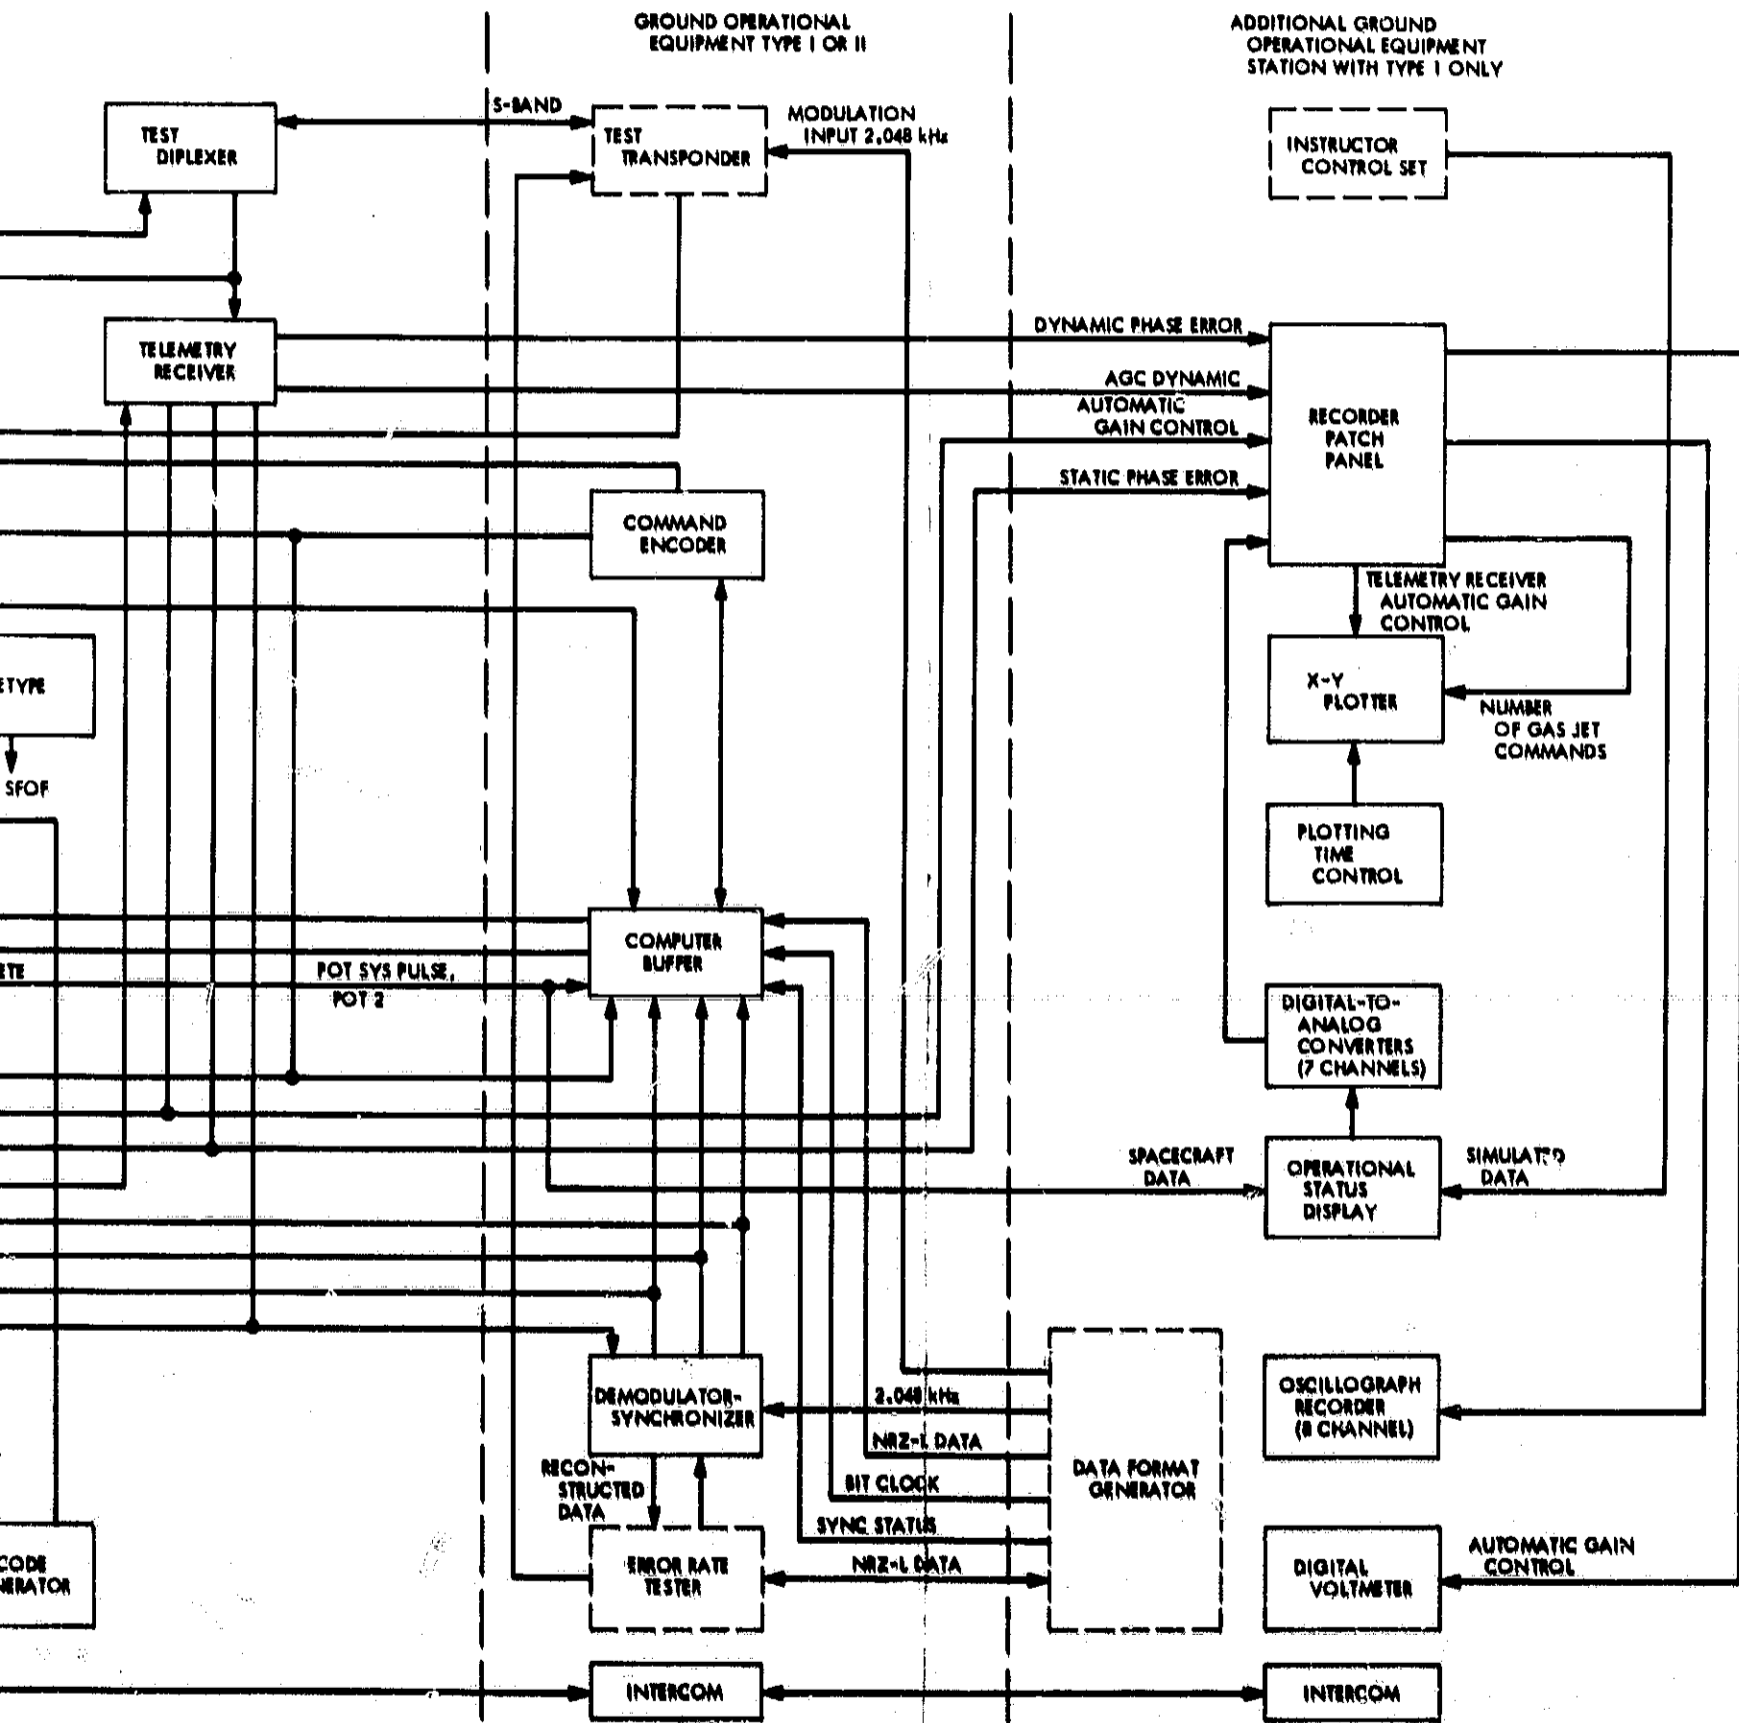 GROUND OPERATIONAL
EQUIPMENT TYPE I OR II
ADDITIONAL GROUND
OPERATIONAL EQUIPMENT
STATION WITH TYPE I ONLY
TEST
DIPLEXER
S-BAND
TEST
TRANSPONDER
MODULATION
INPUT 2.048 kHz
INSTRUCTOR
CONTROL SET
TELEMETRY
RECEIVER
DYNAMIC PHASE ERROR
AGC DYNAMIC
AUTOMATIC
GAIN CONTROL
STATIC PHASE ERROR
RECORDER
PATCH
PANEL
COMMAND
ENCODER
TELEMETRY RECEIVER
AUTOMATIC GAIN
CONTROL
ETYPE
SFOF
X-Y
PLOTTER
NUMBER
OF GAS JET
COMMANDS
PLOTTING
TIME
CONTROL
COMPUTER
BUFFER
ETE
POT SYS PULSE,
POT 2
DIGITAL-TO-
ANALOG
CONVERTERS
(7 CHANNELS)
SPACECRAFT
DATA
OPERATIONAL
STATUS
DISPLAY
SIMULATED
DATA
DEMODULATOR-
SYNCHRONIZER
2.048 kHz
NRZ-L DATA
BIT CLOCK
SYNC STATUS
NRZ-L DATA
DATA FORMAT
GENERATOR
OSCILLOGRAPH
RECORDER
(8 CHANNEL)
RECON-
STRUCTED
DATA
ERROR RATE
TESTER
CODE
NERATOR
DIGITAL
VOLTMETER
AUTOMATIC GAIN
CONTROL
INTERCOM
INTERCOM